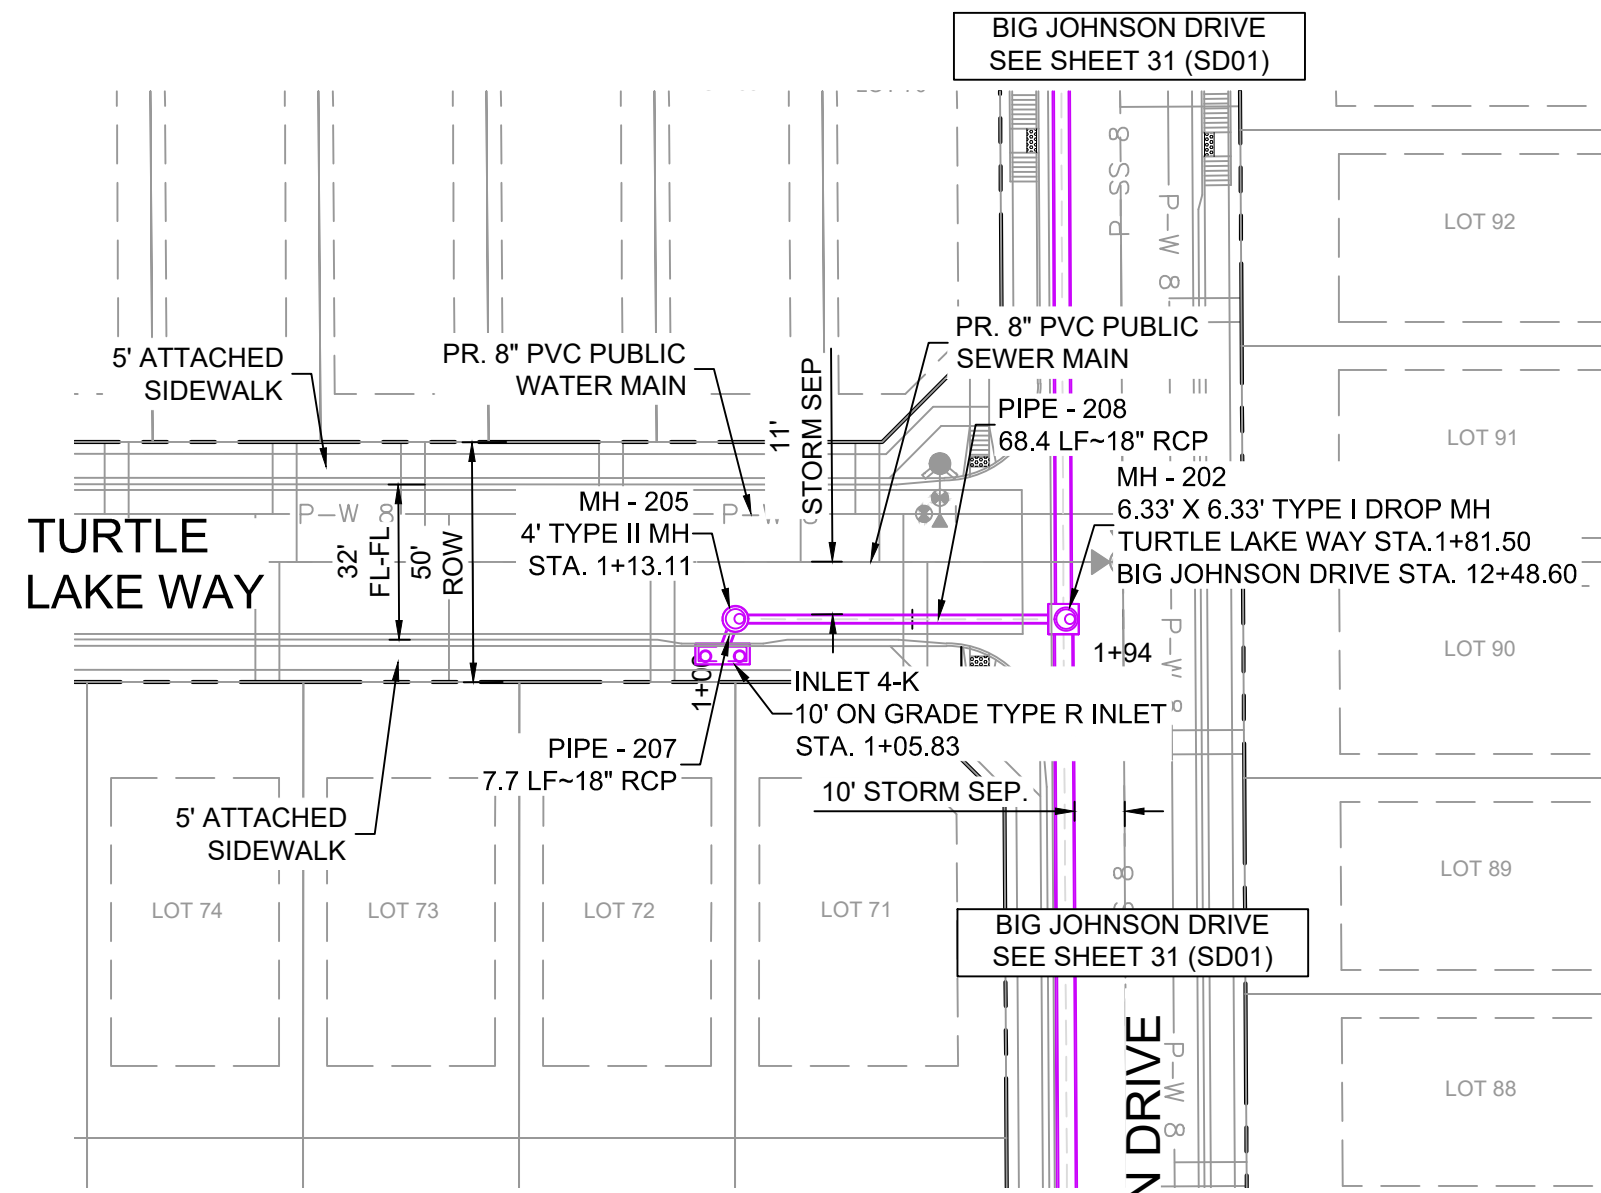 BIG JOHNSON DRIVE
SEE SHEET 31 (SD01)
P SS 8
P-W 8
LOT 92
PR. 8" PVC PUBLIC
SEWER MAIN
5' ATTACHED
SIDEWALK
PR. 8" PVC PUBLIC
WATER MAIN
11'
STORM SEP
PIPE - 208
68.4 LF~18" RCP
LOT 91
MH - 202
6.33' X 6.33' TYPE I DROP MH
TURTLE LAKE WAY STA.1+81.50
BIG JOHNSON DRIVE STA. 12+48.60
MH - 205
4' TYPE II MH
STA. 1+13.11
P-W 8
P-W
TURTLE
LAKE WAY
32'
FL-FL
50'
ROW
1+94
P-W 8
LOT 90
INLET 4-K
10' ON GRADE TYPE R INLET
STA. 1+05.83
PIPE - 207
7.7 LF~18" RCP
10' STORM SEP.
5' ATTACHED
SIDEWALK
8
LOT 89
LOT 74
LOT 73
LOT 72
LOT 71
BIG JOHNSON DRIVE
SEE SHEET 31 (SD01)
N DRIVE
P-W 8
LOT 88